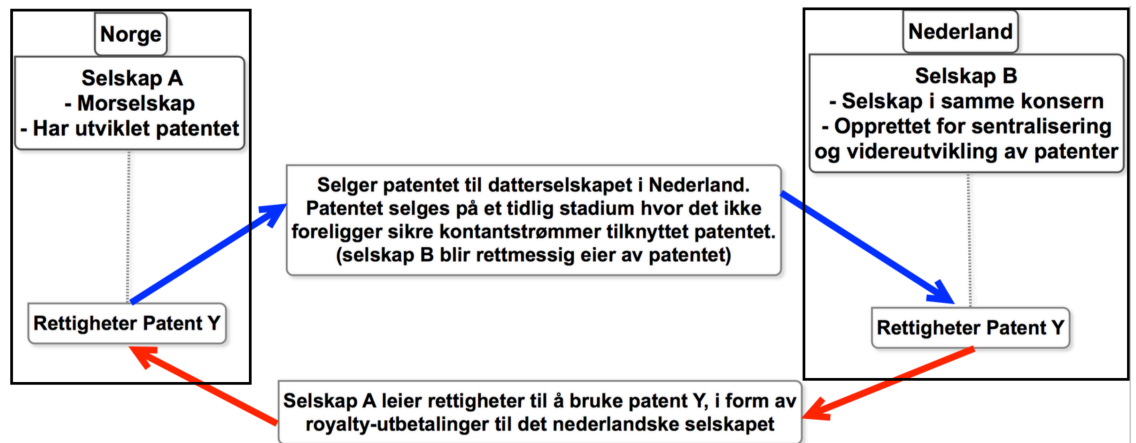 Norge
Selskap A
- Morselskap
- Har utviklet patentet
Rettigheter Patent Y
Selger patentet til datterselskapet i Nederland.
Patentet selges på et tidlig stadium hvor det ikke
foreligger sikre kontantstrømmer tilknyttet patentet.
(selskap B blir rettmessig eier av patentet)
Nederland
Selskap B
- Selskap i samme konsern
- Opprettet for sentralisering
og videreutvikling av patenter
Rettigheter Patent Y
Selskap A leier rettigheter til å bruke patent Y, i form av
royalty-utbetalinger til det nederlandske selskapet